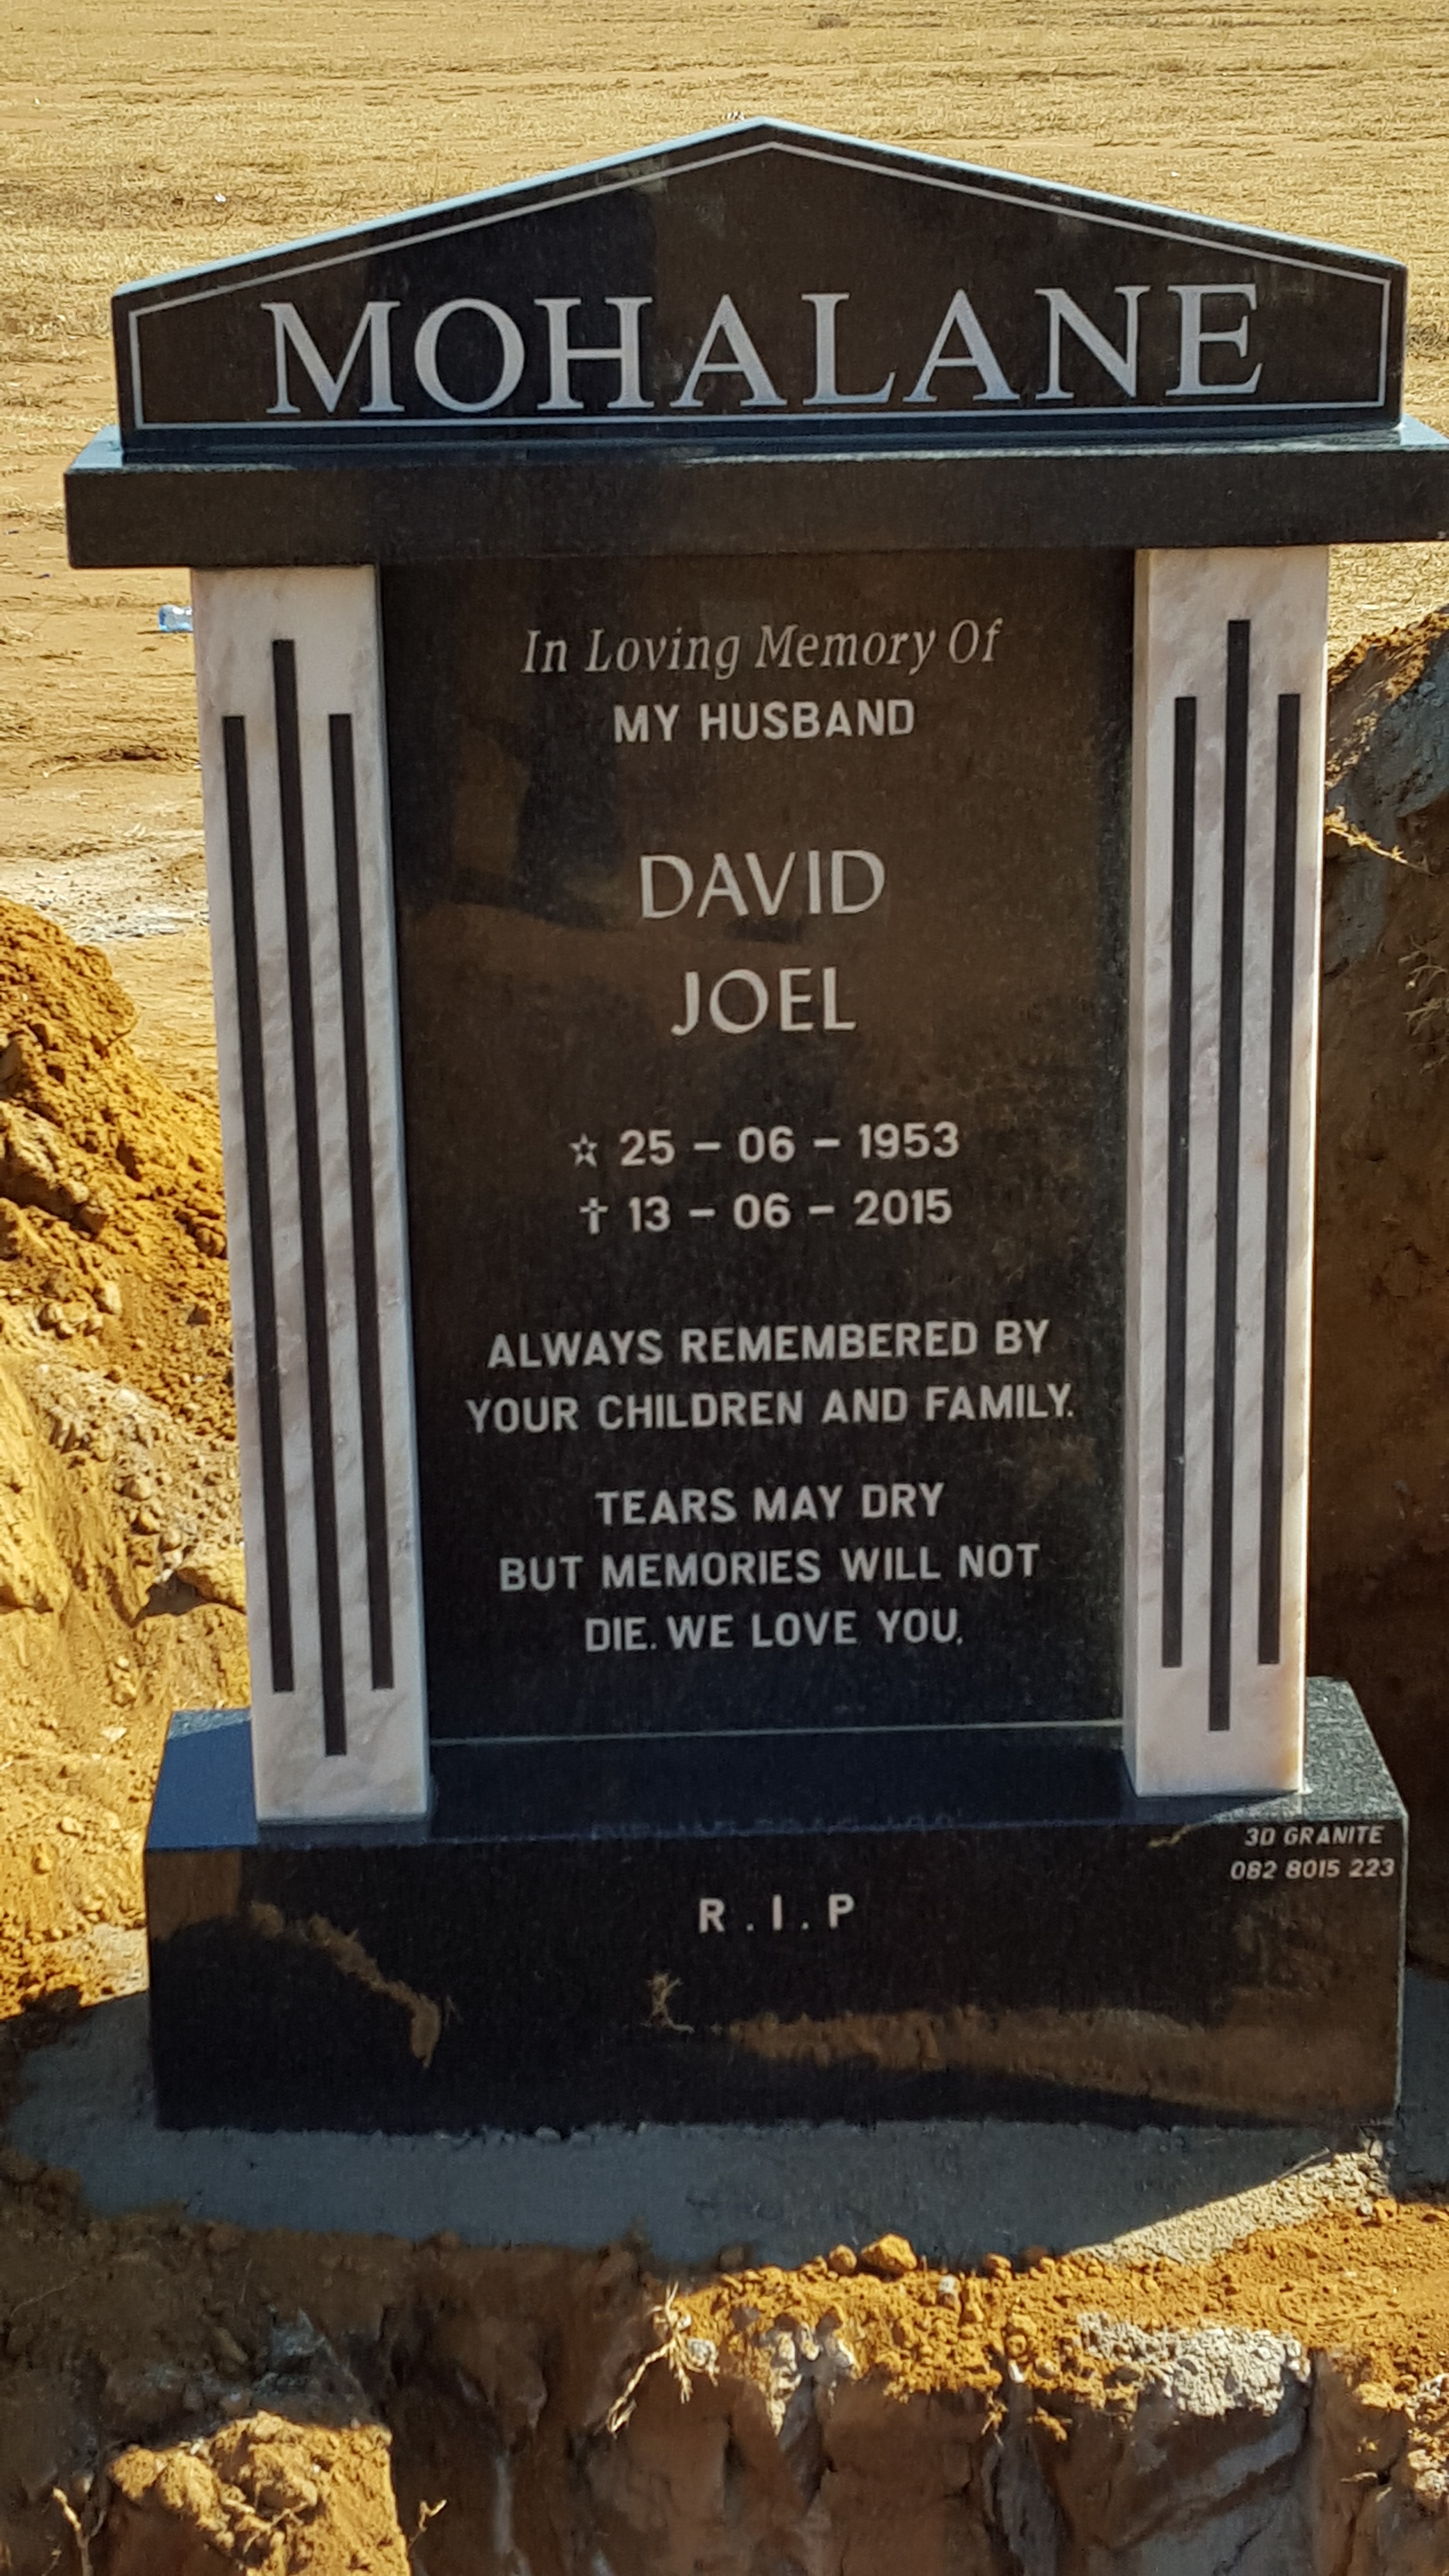 MOHALANE
In Loving Memory Of
MY HUSBAND
DAVID
JOEL
☆ 25 – 06 – 1953
✝ 13 – 06 – 2015
ALWAYS REMEMBERED BY
YOUR CHILDREN AND FAMILY.
TEARS MAY DRY
BUT MEMORIES WILL NOT
DIE. WE LOVE YOU.
3D GRANITE
082 8015 223
R . I . P